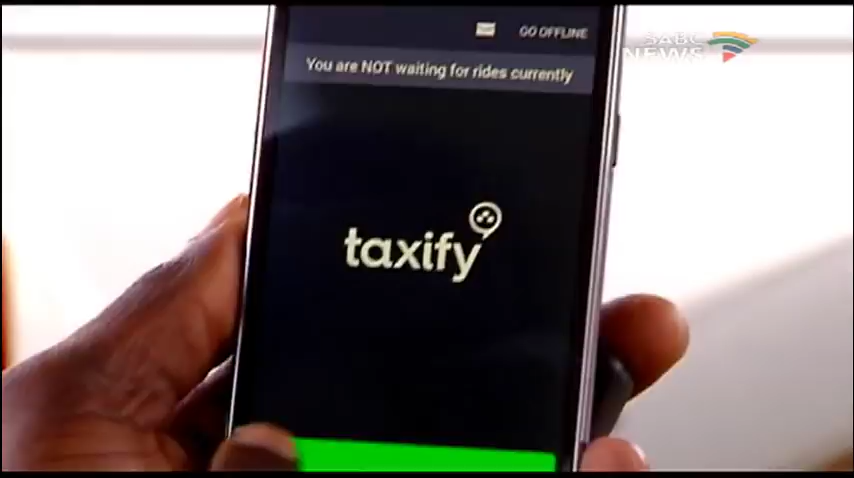 GO OFFLINE
SABC
NEWS
You are NOT waiting for rides currently
taxify